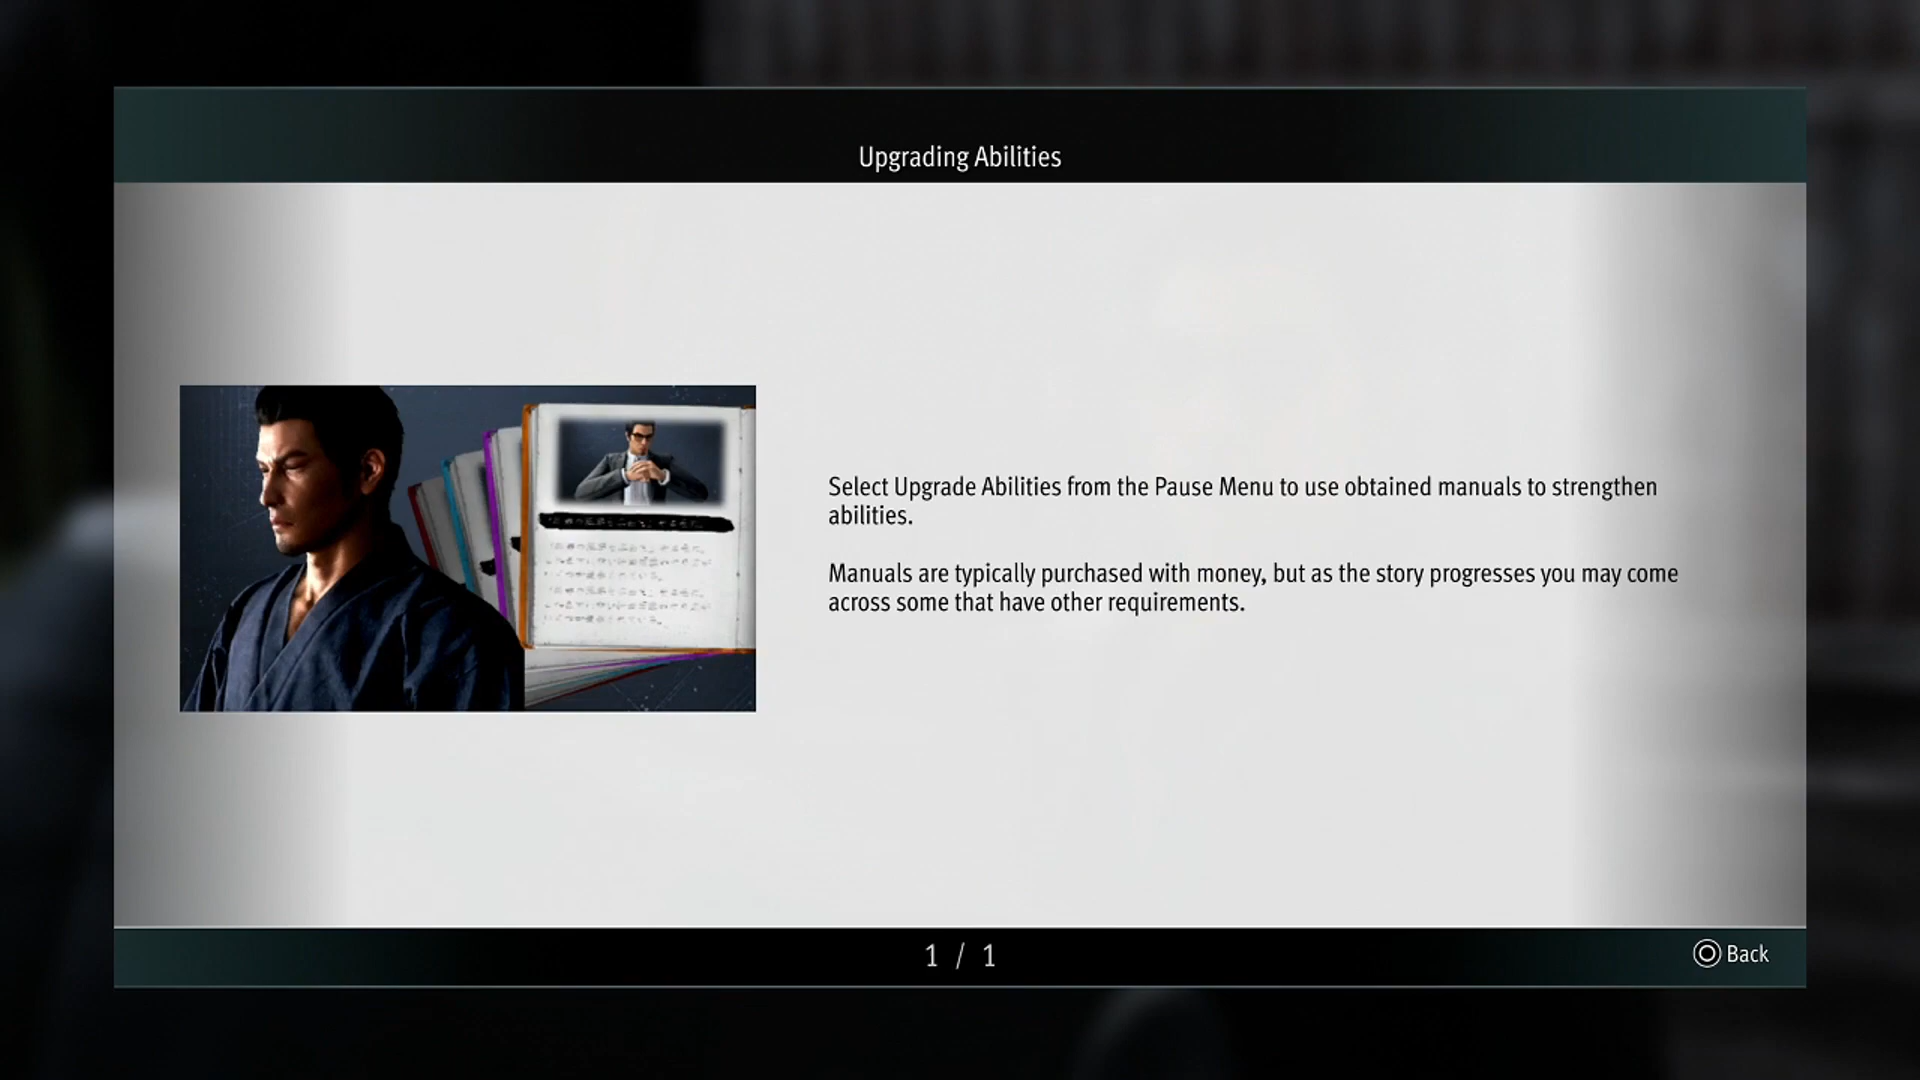 Upgrading Abilities
Select Upgrade Abilities from the Pause Menu to use obtained manuals to strengthen
abilities.
Manuals are typically purchased with money, but as the story progresses you may come
across some that have other requirements.
1 / 1
Back